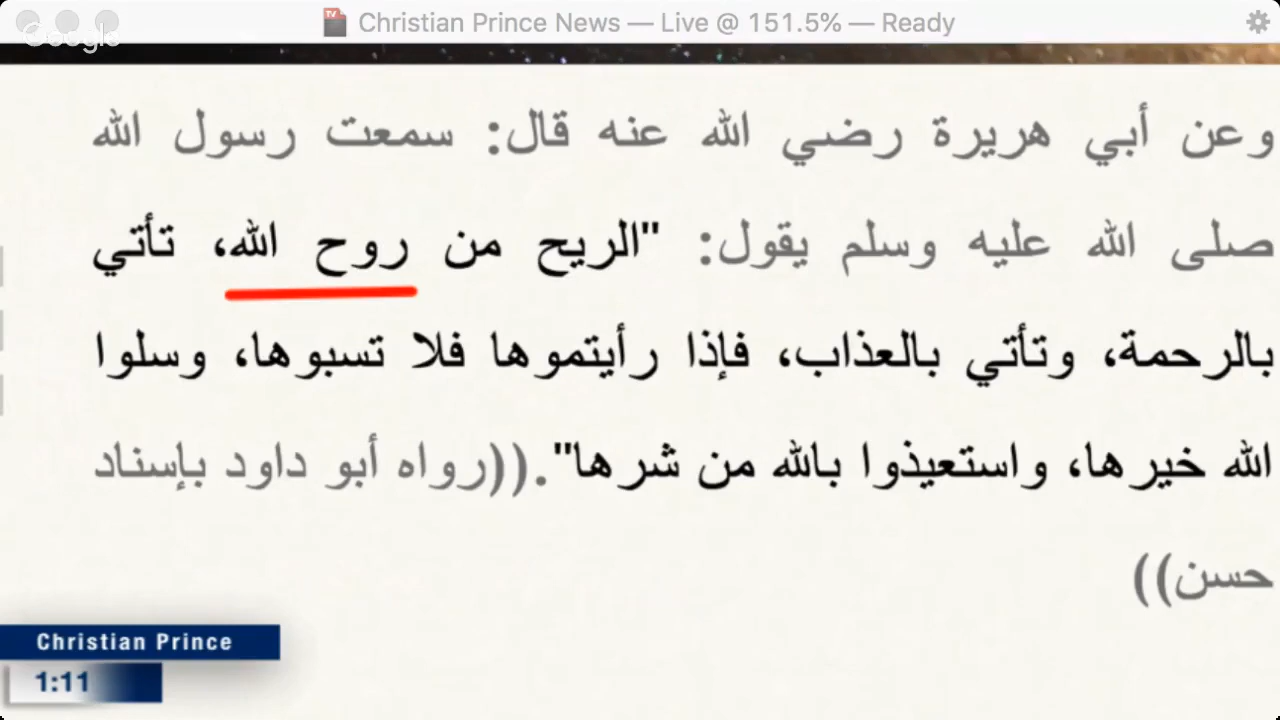 Christian Prince News — Live @ 151.5% — Ready
Google
وعن أبي هريرة رضي الله عنه قال: سمعت رسول الله
صلى الله عليه وسلم يقول: "الريح من روح الله، تأتي
بالرحمة، وتأتي بالعذاب، فإذا رأيتموها فلا تسبوها، وسلوا
الله خيرها، واستعيذوا بالله من شرها".((رواه أبو داود بإسناد
حسن))
Christian Prince
1:11